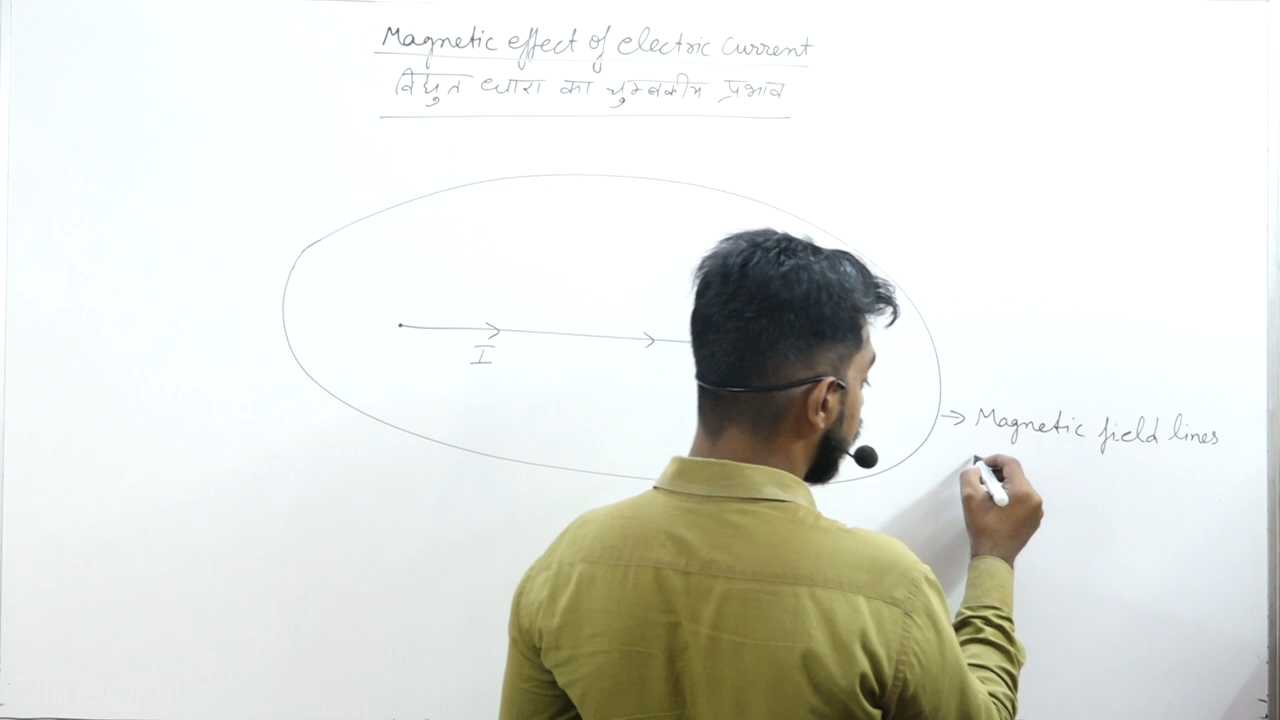 Magnetic effect of electric current
विद्युत धारा का चुम्बकीय प्रभाव
I
→ Magnetic field lines